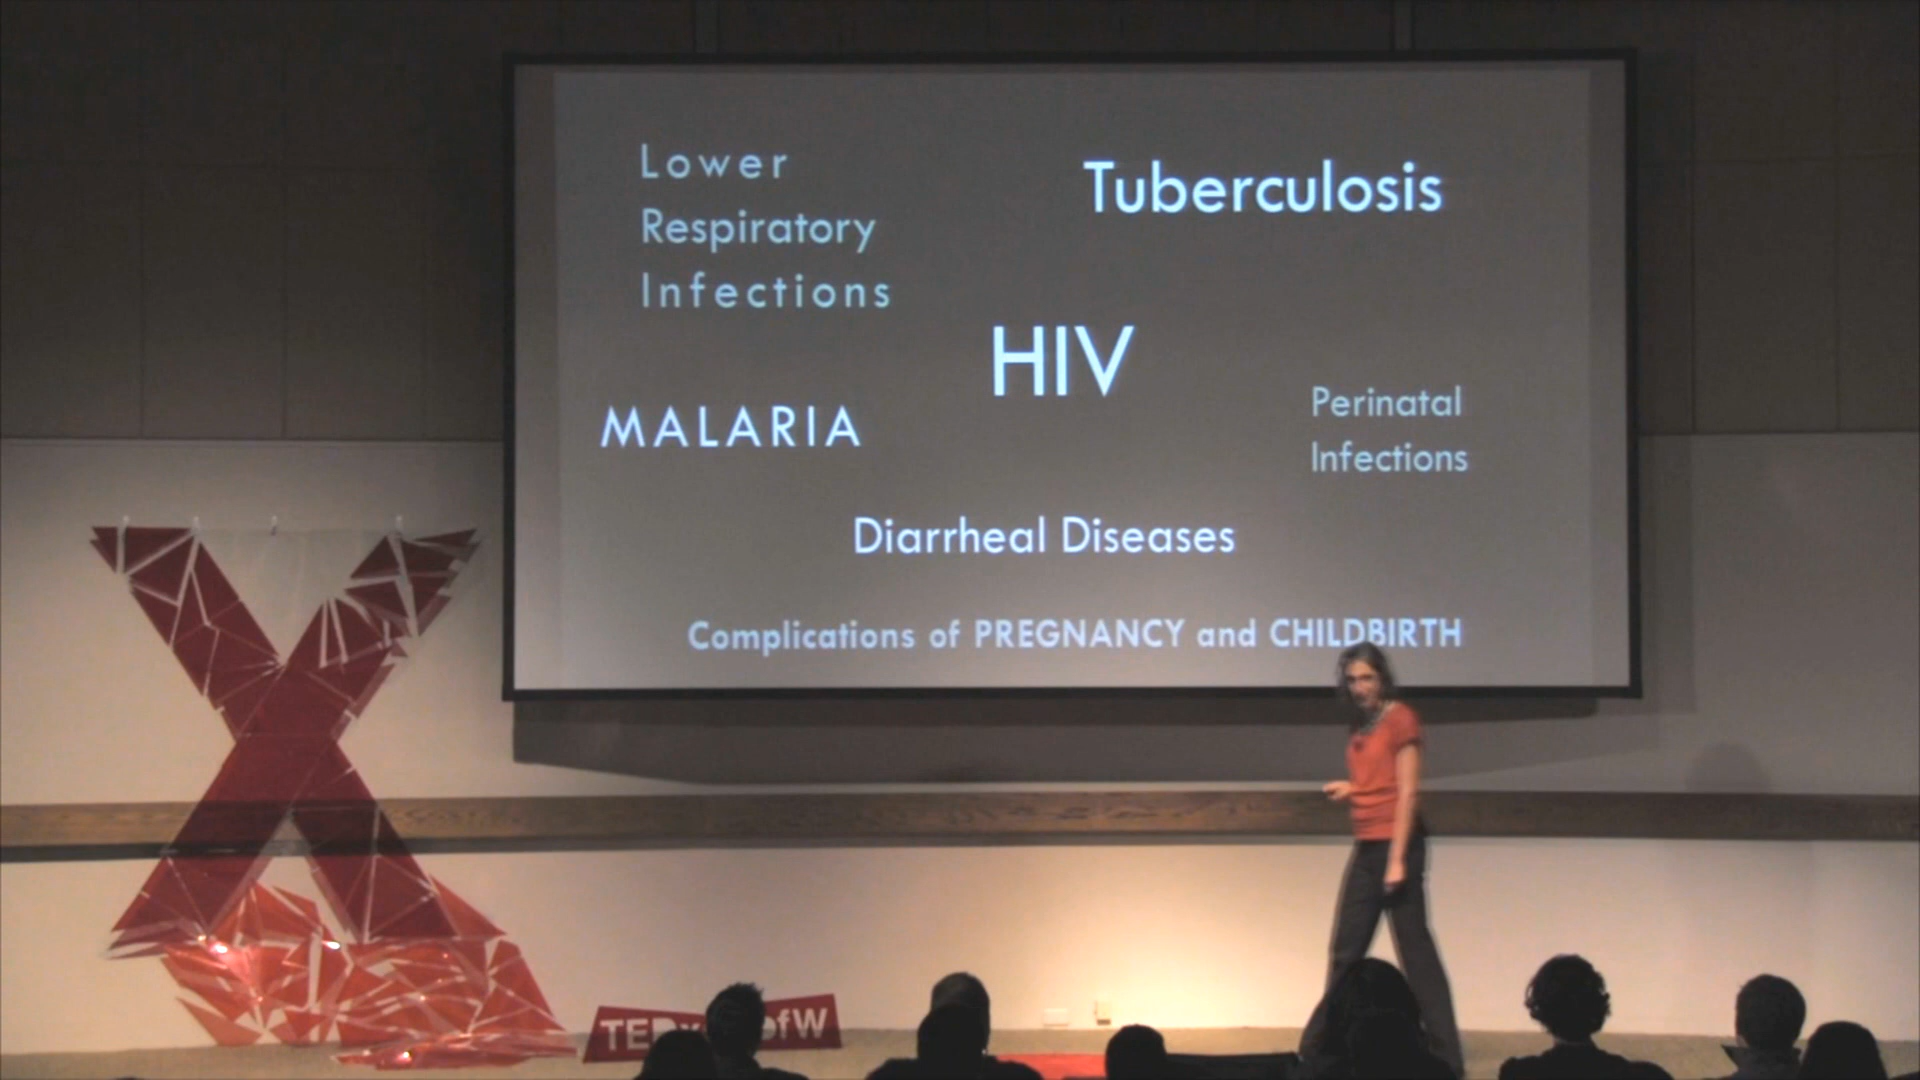 Lower
Respiratory
Infections
Tuberculosis
HIV
MALARIA
Perinatal
Infections
Diarrheal Diseases
Complications of PREGNANCY and CHILDBIRTH